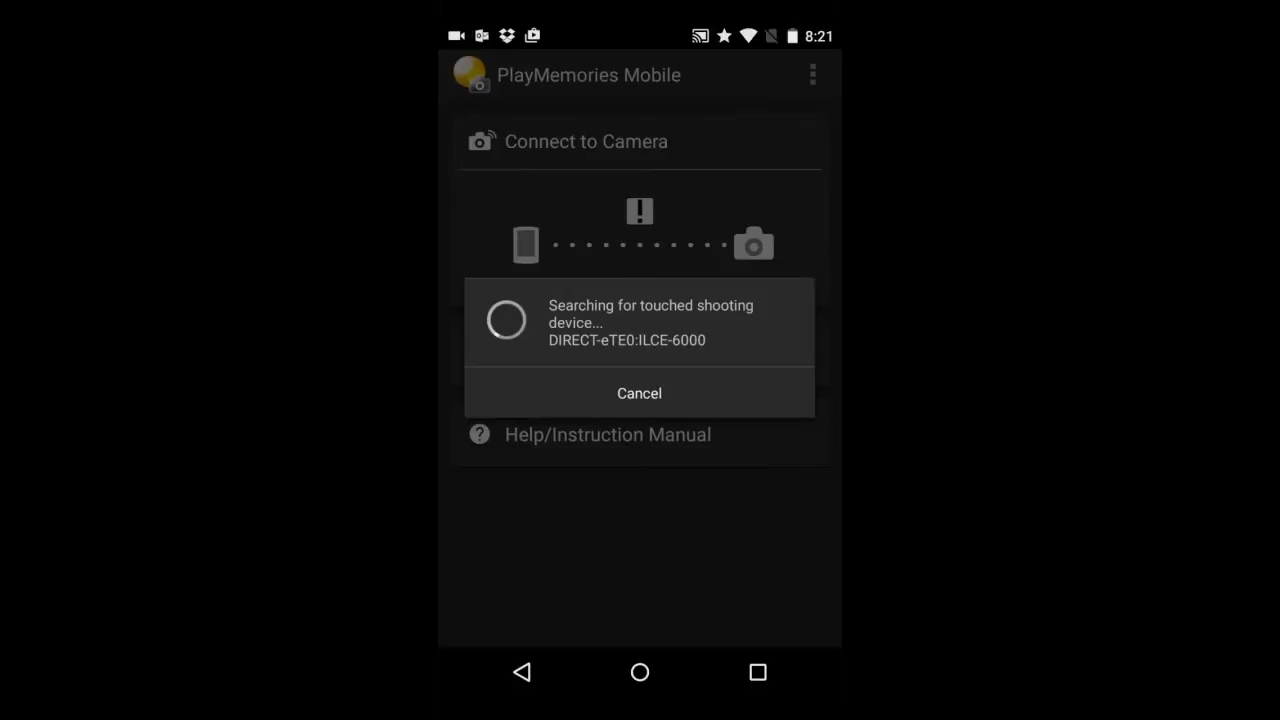 8:21
PlayMemories Mobile
Connect to Camera
Searching for touched shooting
device...
DIRECT-eTE0:ILCE-6000
Cancel
Help/Instruction Manual